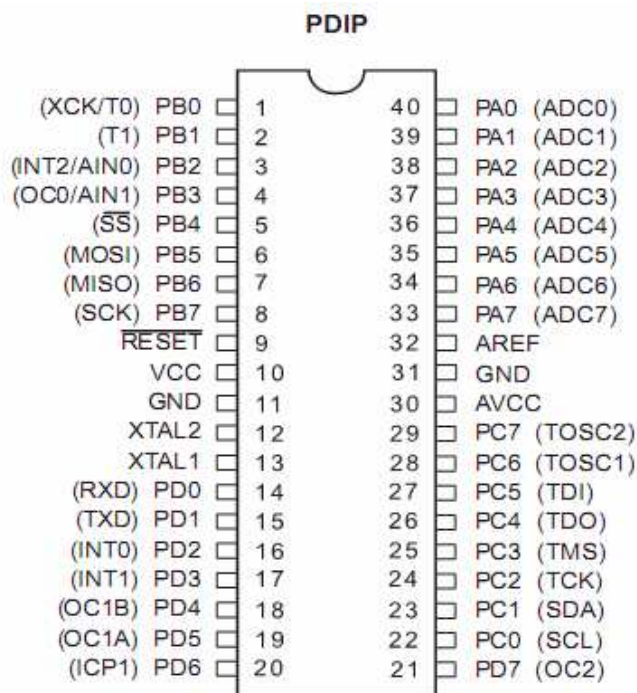 PDIP
(XCK/T0) PB0 1 40 PA0 (ADC0)
(T1) PB1 2 39 PA1 (ADC1)
(INT2/AIN0) PB2 3 38 PA2 (ADC2)
(OC0/AIN1) PB3 4 37 PA3 (ADC3)
(SS) PB4 5 36 PA4 (ADC4)
(MOSI) PB5 6 35 PA5 (ADC5)
(MISO) PB6 7 34 PA6 (ADC6)
(SCK) PB7 8 33 PA7 (ADC7)
RESET 9 32 AREF
VCC 10 31 GND
GND 11 30 AVCC
XTAL2 12 29 PC7 (TOSC2)
XTAL1 13 28 PC6 (TOSC1)
(RXD) PD0 14 27 PC5 (TDI)
(TXD) PD1 15 26 PC4 (TDO)
(INT0) PD2 16 25 PC3 (TMS)
(INT1) PD3 17 24 PC2 (TCK)
(OC1B) PD4 18 23 PC1 (SDA)
(OC1A) PD5 19 22 PC0 (SCL)
(ICP1) PD6 20 21 PD7 (OC2)